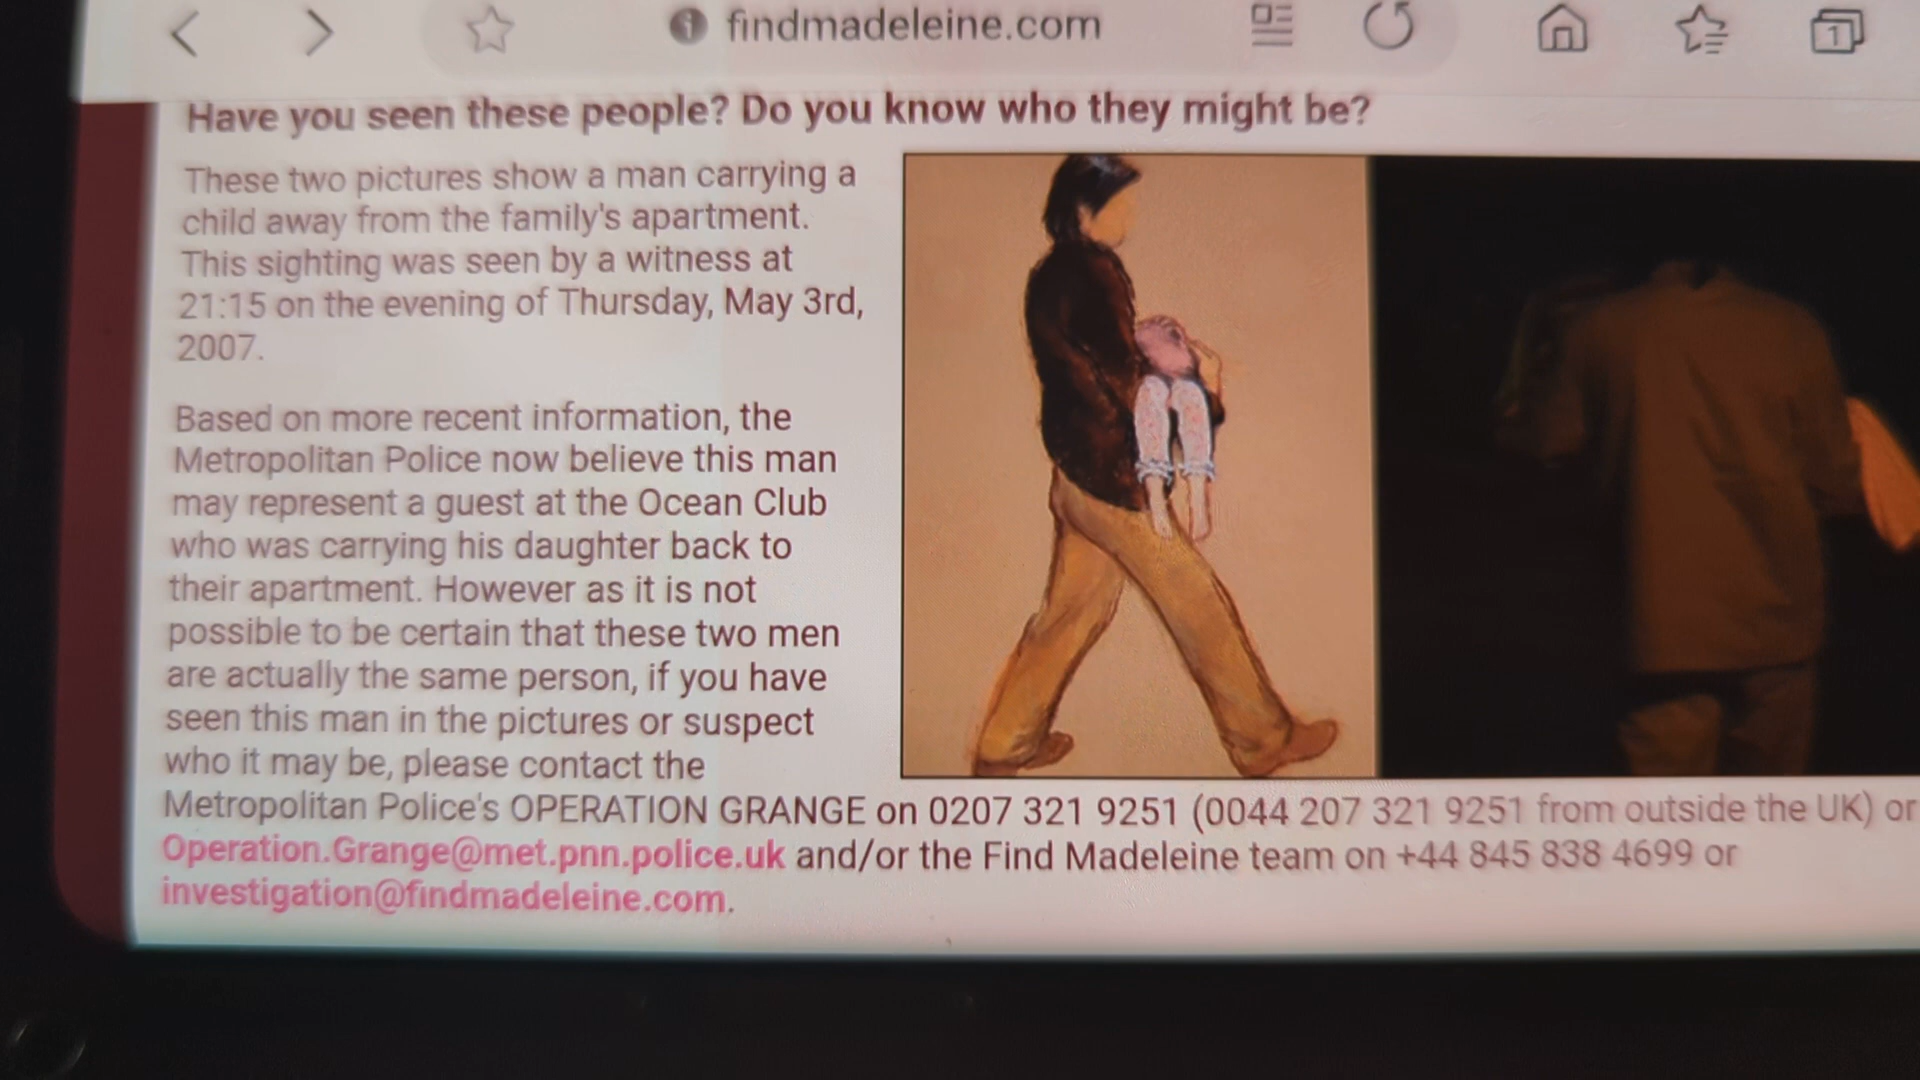 findmadeleine.com
1
Have you seen these people? Do you know who they might be?
These two pictures show a man carrying a
child away from the family's apartment.
This sighting was seen by a witness at
21:15 on the evening of Thursday, May 3rd,
2007.
Based on more recent information, the
Metropolitan Police now believe this man
may represent a guest at the Ocean Club
who was carrying his daughter back to
their apartment. However as it is not
possible to be certain that these two men
are actually the same person, if you have
seen this man in the pictures or suspect
who it may be, please contact the
Metropolitan Police's OPERATION GRANGE on 0207 321 9251 (0044 207 321 9251 from outside the UK) or
Operation.Grange@met.pnn.police.uk and/or the Find Madeleine team on +44 845 838 4699 or
investigation@findmadeleine.com.